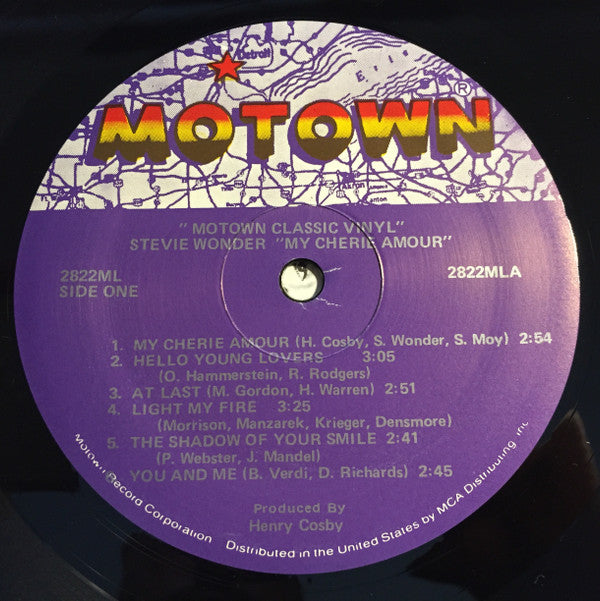 Detroit
Erie
MOTOWN®
"MOTOWN CLASSIC VINYL"
STEVIE WONDER "MY CHERIE AMOUR"
2822ML
2822MLA
SIDE ONE
1. MY CHERIE AMOUR (H. Cosby, S. Wonder, S. Moy) 2:54
2. HELLO YOUNG LOVERS 3:05
(O. Hammerstein, R. Rodgers)
3. AT LAST (M. Gordon, H. Warren) 2:51
4. LIGHT MY FIRE 3:25
(Morrison, Manzarek, Krieger, Densmore)
5. THE SHADOW OF YOUR SMILE 2:41
(P. Webster, J. Mandel)
6. YOU AND ME (B. Verdi, D. Richards) 2:45
Produced By
Henry Cosby
Motown Record Corporation Distributed in the United States by MCA Distributing, Inc.